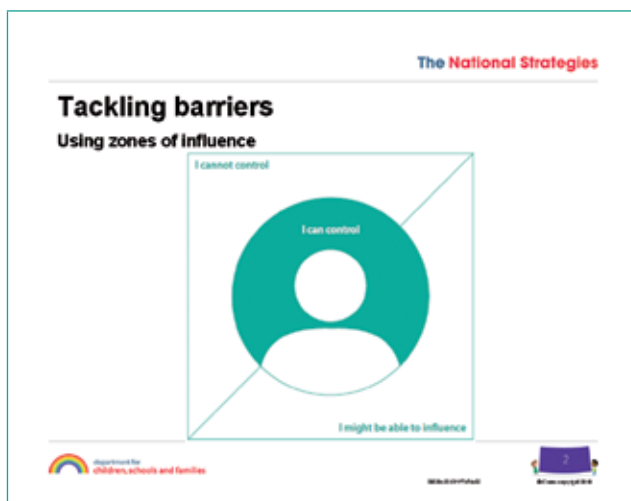 The National Strategies
Tackling barriers
Using zones of influence
I cannot control
I can control
I might be able to influence
department for
children, schools and families
2